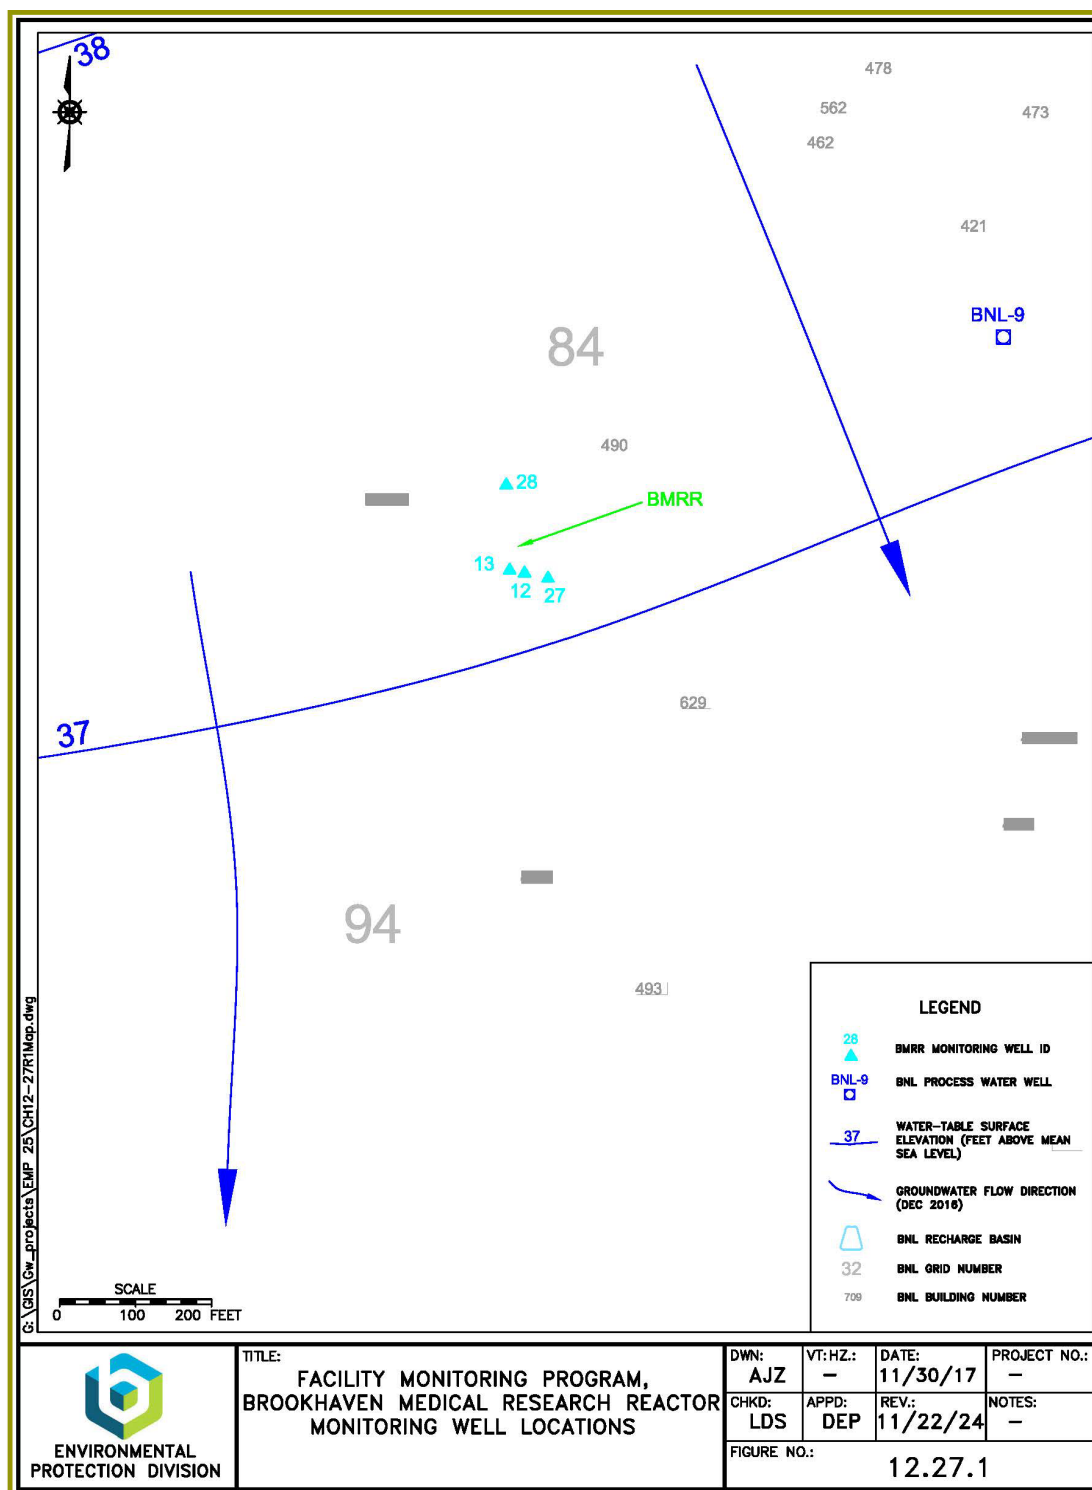 38
478
562
473
462
421
BNL-9
84
490
28
BMRR
13
12
27
37
629
94
493
LEGEND
28
BMRR MONITORING WELL ID
BNL-9
BNL PROCESS WATER WELL
37
WATER-TABLE SURFACE
ELEVATION (FEET ABOVE MEAN
SEA LEVEL)
GROUNDWATER FLOW DIRECTION
(DEC 2016)
BNL RECHARGE BASIN
32
BNL GRID NUMBER
709
BNL BUILDING NUMBER
G:\GIS\Gw_projects\EMP 25\CH12-27R1Map.dwg
SCALE
0 100 200 FEET
ENVIRONMENTAL
PROTECTION DIVISION
TITLE:
FACILITY MONITORING PROGRAM,
BROOKHAVEN MEDICAL RESEARCH REACTOR
MONITORING WELL LOCATIONS
DWN: VT:HZ.: DATE: PROJECT NO.:
AJZ – 11/30/17 –
CHKD: APPD: REV.: NOTES:
LDS DEP 11/22/24 –
FIGURE NO.:
12.27.1